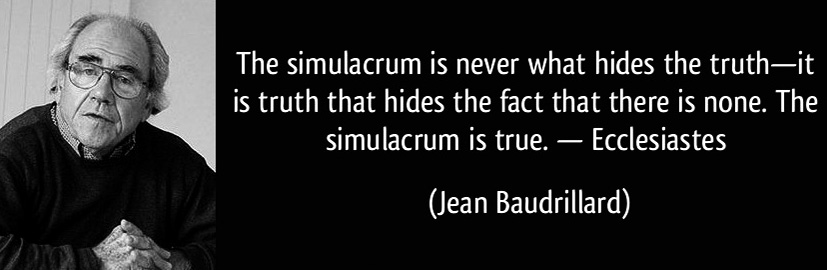 The simulacrum is never what hides the truth—it
is truth that hides the fact that there is none. The
simulacrum is true. — Ecclesiastes
(Jean Baudrillard)